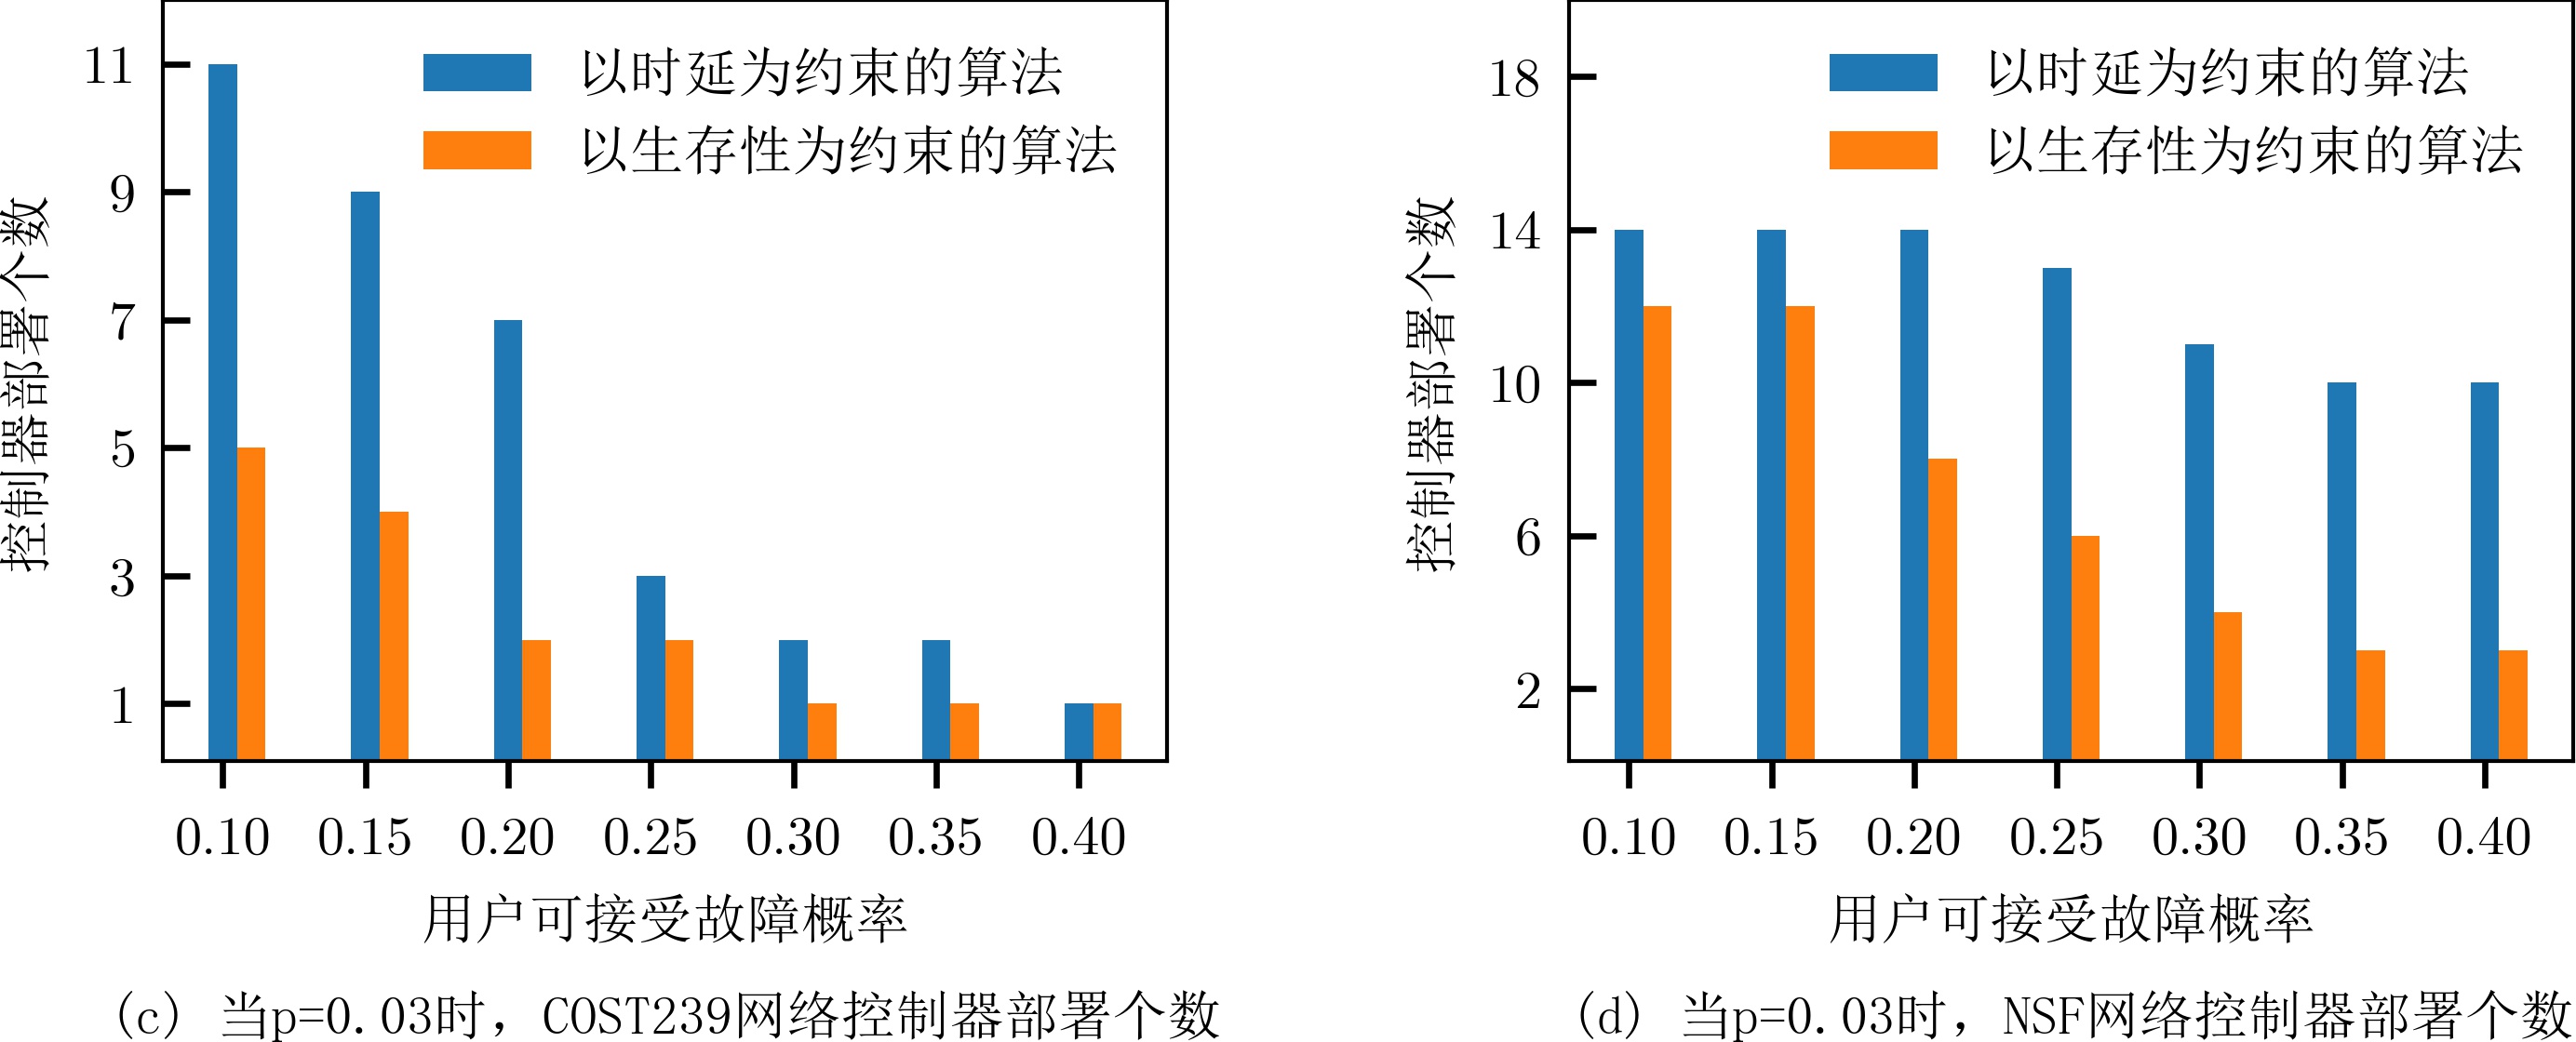 11
9
7
5
3
1
控制器部署个数
以时延为约束的算法
以生存性为约束的算法
0.10 0.15 0.20 0.25 0.30 0.35 0.40
用户可接受故障概率
(c) 当p=0.03时，COST239网络控制器部署个数
18
14
10
6
2
控制器部署个数
以时延为约束的算法
以生存性为约束的算法
0.10 0.15 0.20 0.25 0.30 0.35 0.40
用户可接受故障概率
(d) 当p=0.03时，NSF网络控制器部署个数